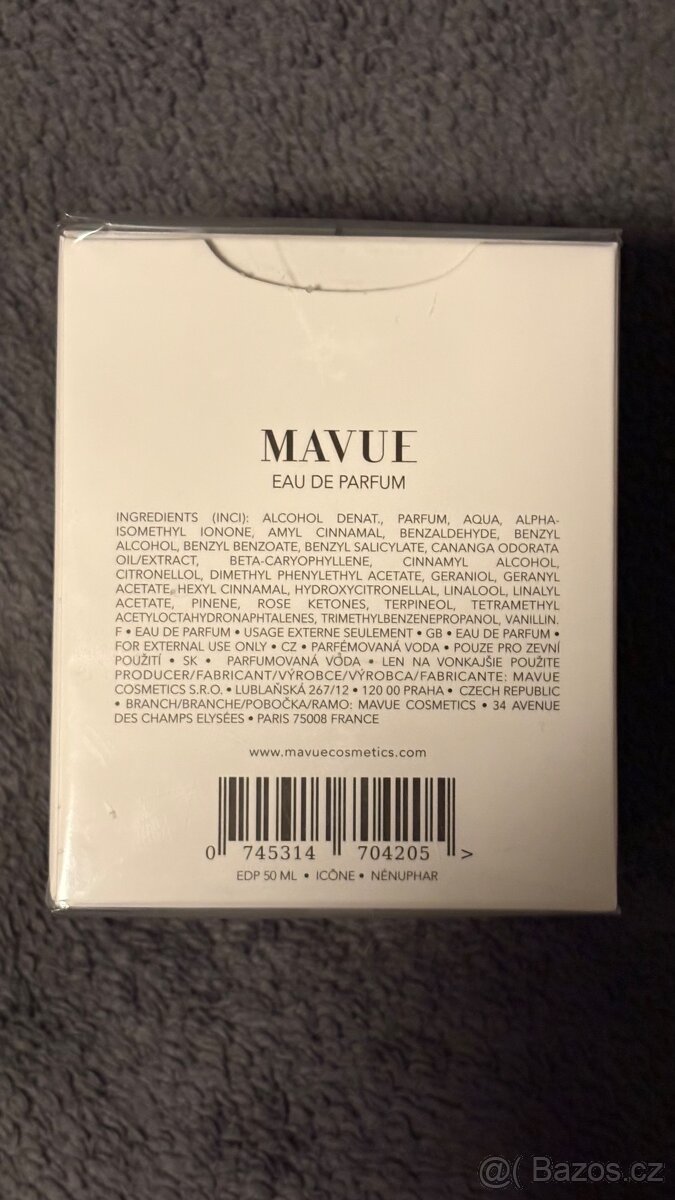 MAVUE
EAU DE PARFUM
INGREDIENTS (INCI): ALCOHOL DENAT., PARFUM, AQUA, ALPHA-
ISOMETHYL IONONE, AMYL CINNAMAL, BENZALDEHYDE, BENZYL
ALCOHOL, BENZYL BENZOATE, BENZYL SALICYLATE, CANANGA ODORATA
OIL/EXTRACT, BETA-CARYOPHYLLENE, CINNAMYL ALCOHOL,
CITRONELLOL, DIMETHYL PHENYLETHYL ACETATE, GERANIOL, GERANYL
ACETATE, HEXYL CINNAMAL, HYDROXYCITRONELLAL, LINALOOL, LINALYL
ACETATE, PINENE, ROSE KETONES, TERPINEOL, TETRAMETHYL
ACETYLOCTAHYDRONAPHTALENES, TRIMETHYLBENZENEPROPANOL, VANILLIN.
F • EAU DE PARFUM • USAGE EXTERNE SEULEMENT • GB • EAU DE PARFUM •
FOR EXTERNAL USE ONLY • CZ • PARFÉMOVANÁ VODA • POUZE PRO ZEVNÍ
POUŽITÍ • SK • PARFUMOVANÁ VÔDA • LEN NA VONKAJŠIE POUŽITE
PRODUCER/FABRICANT/VÝROBCE/VÝROBCA/FABRICANTE: MAVUE
COSMETICS S.R.O. • LUBLAŇSKÁ 267/12 • 120 00 PRAHA • CZECH REPUBLIC
• BRANCH/BRANCHE/POBOČKA/RAMO: MAVUE COSMETICS • 34 AVENUE
DES CHAMPS ELYSÉES • PARIS 75008 FRANCE
www.mavuecosmetics.com
0 745314 704205 >
EDP 50 ML • ICÔNE • NÉNUPHAR
@( Bazos.cz